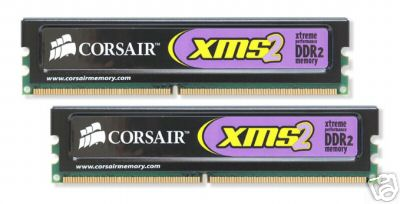 CORSAIR
www.corsairmemory.com
XMS2
xtreme
performance
DDR2
memory
CORSAIR
www.corsairmemory.com
XMS2
xtreme
performance
DDR2
memory